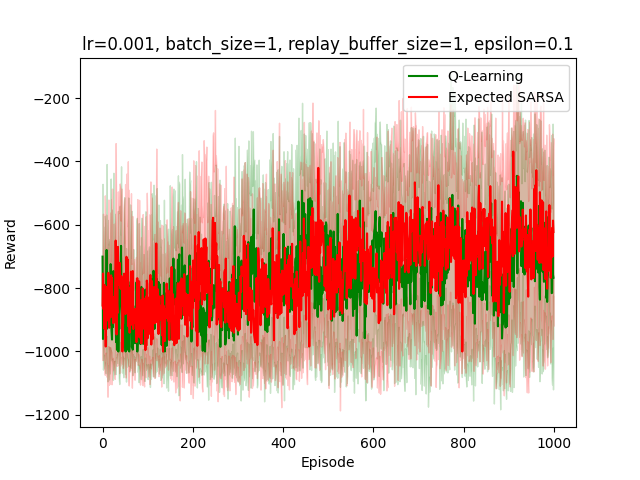 lr=0.001, batch_size=1, replay_buffer_size=1, epsilon=0.1
Q-Learning
Expected SARSA
−200
−400
−600
−800
−1000
−1200
Reward
0 200 400 600 800 1000
Episode